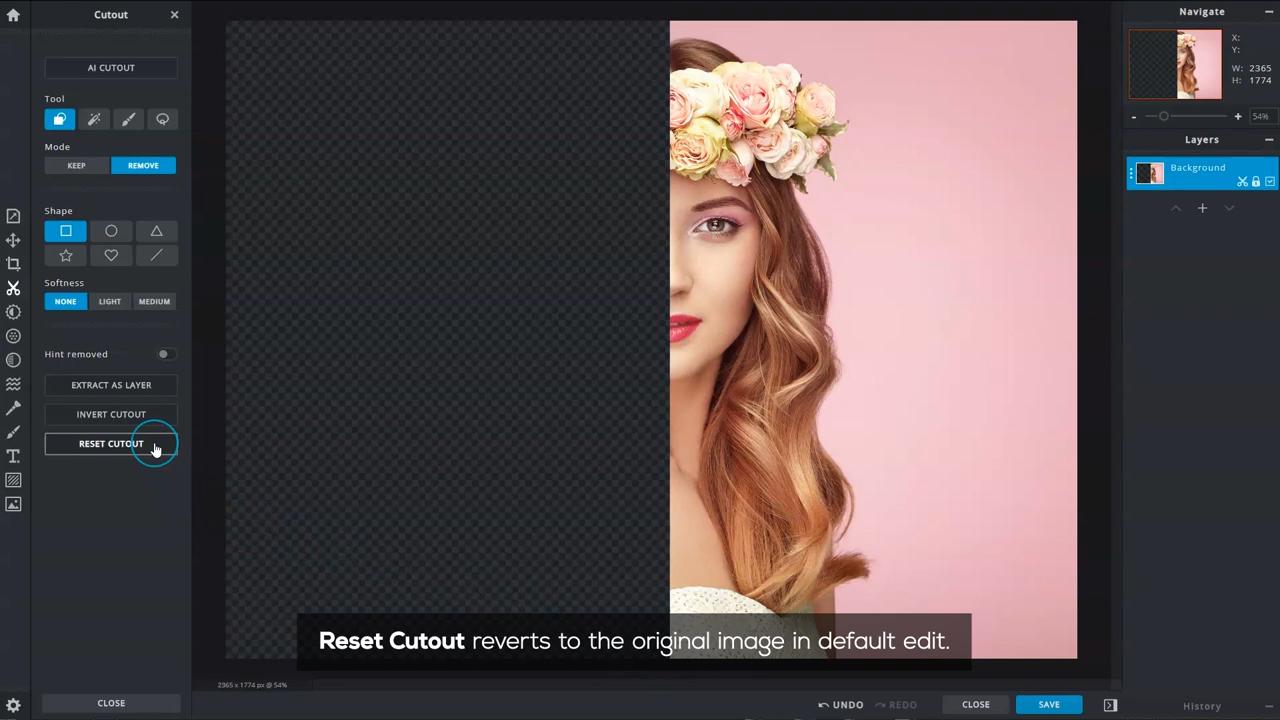 Cutout
AI CUTOUT
Tool
Mode
KEEP
REMOVE
Shape
Softness
NONE
LIGHT
MEDIUM
Hint removed
EXTRACT AS LAYER
INVERT CUTOUT
RESET CUTOUT
CLOSE
Reset Cutout reverts to the original image in default edit.
2365 x 1774 px @ 54%
UNDO
REDO
CLOSE
SAVE
Navigate
X:
Y:
W: 2365
H: 1774
54%
Layers
Background
History